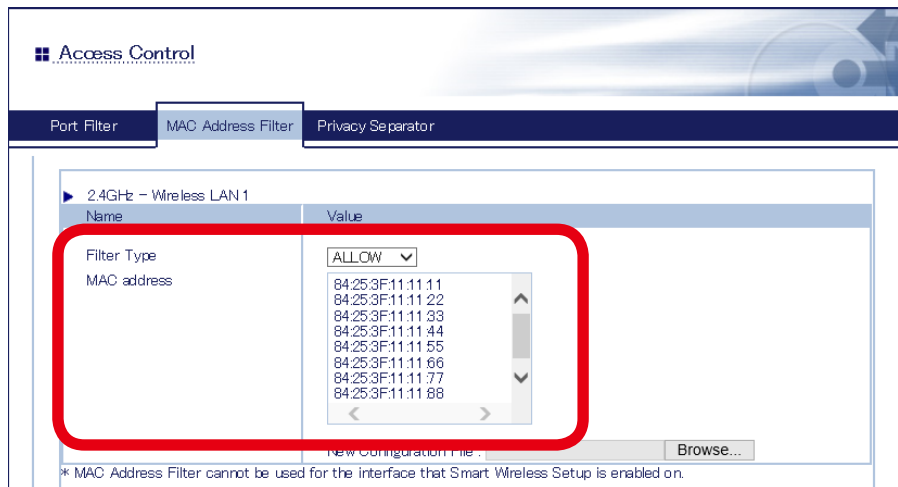 Access Control
Port Filter MAC Address Filter Privacy Separator
2.4GHz - Wireless LAN 1
Name Value
Filter Type ALLOW
MAC address
84:25:3F:11:11:11
84:25:3F:11:11:22
84:25:3F:11:11:33
84:25:3F:11:11:44
84:25:3F:11:11:55
84:25:3F:11:11:66
84:25:3F:11:11:77
84:25:3F:11:11:88
New Configuration File : Browse...
* MAC Address Filter cannot be used for the interface that Smart Wireless Setup is enabled on.